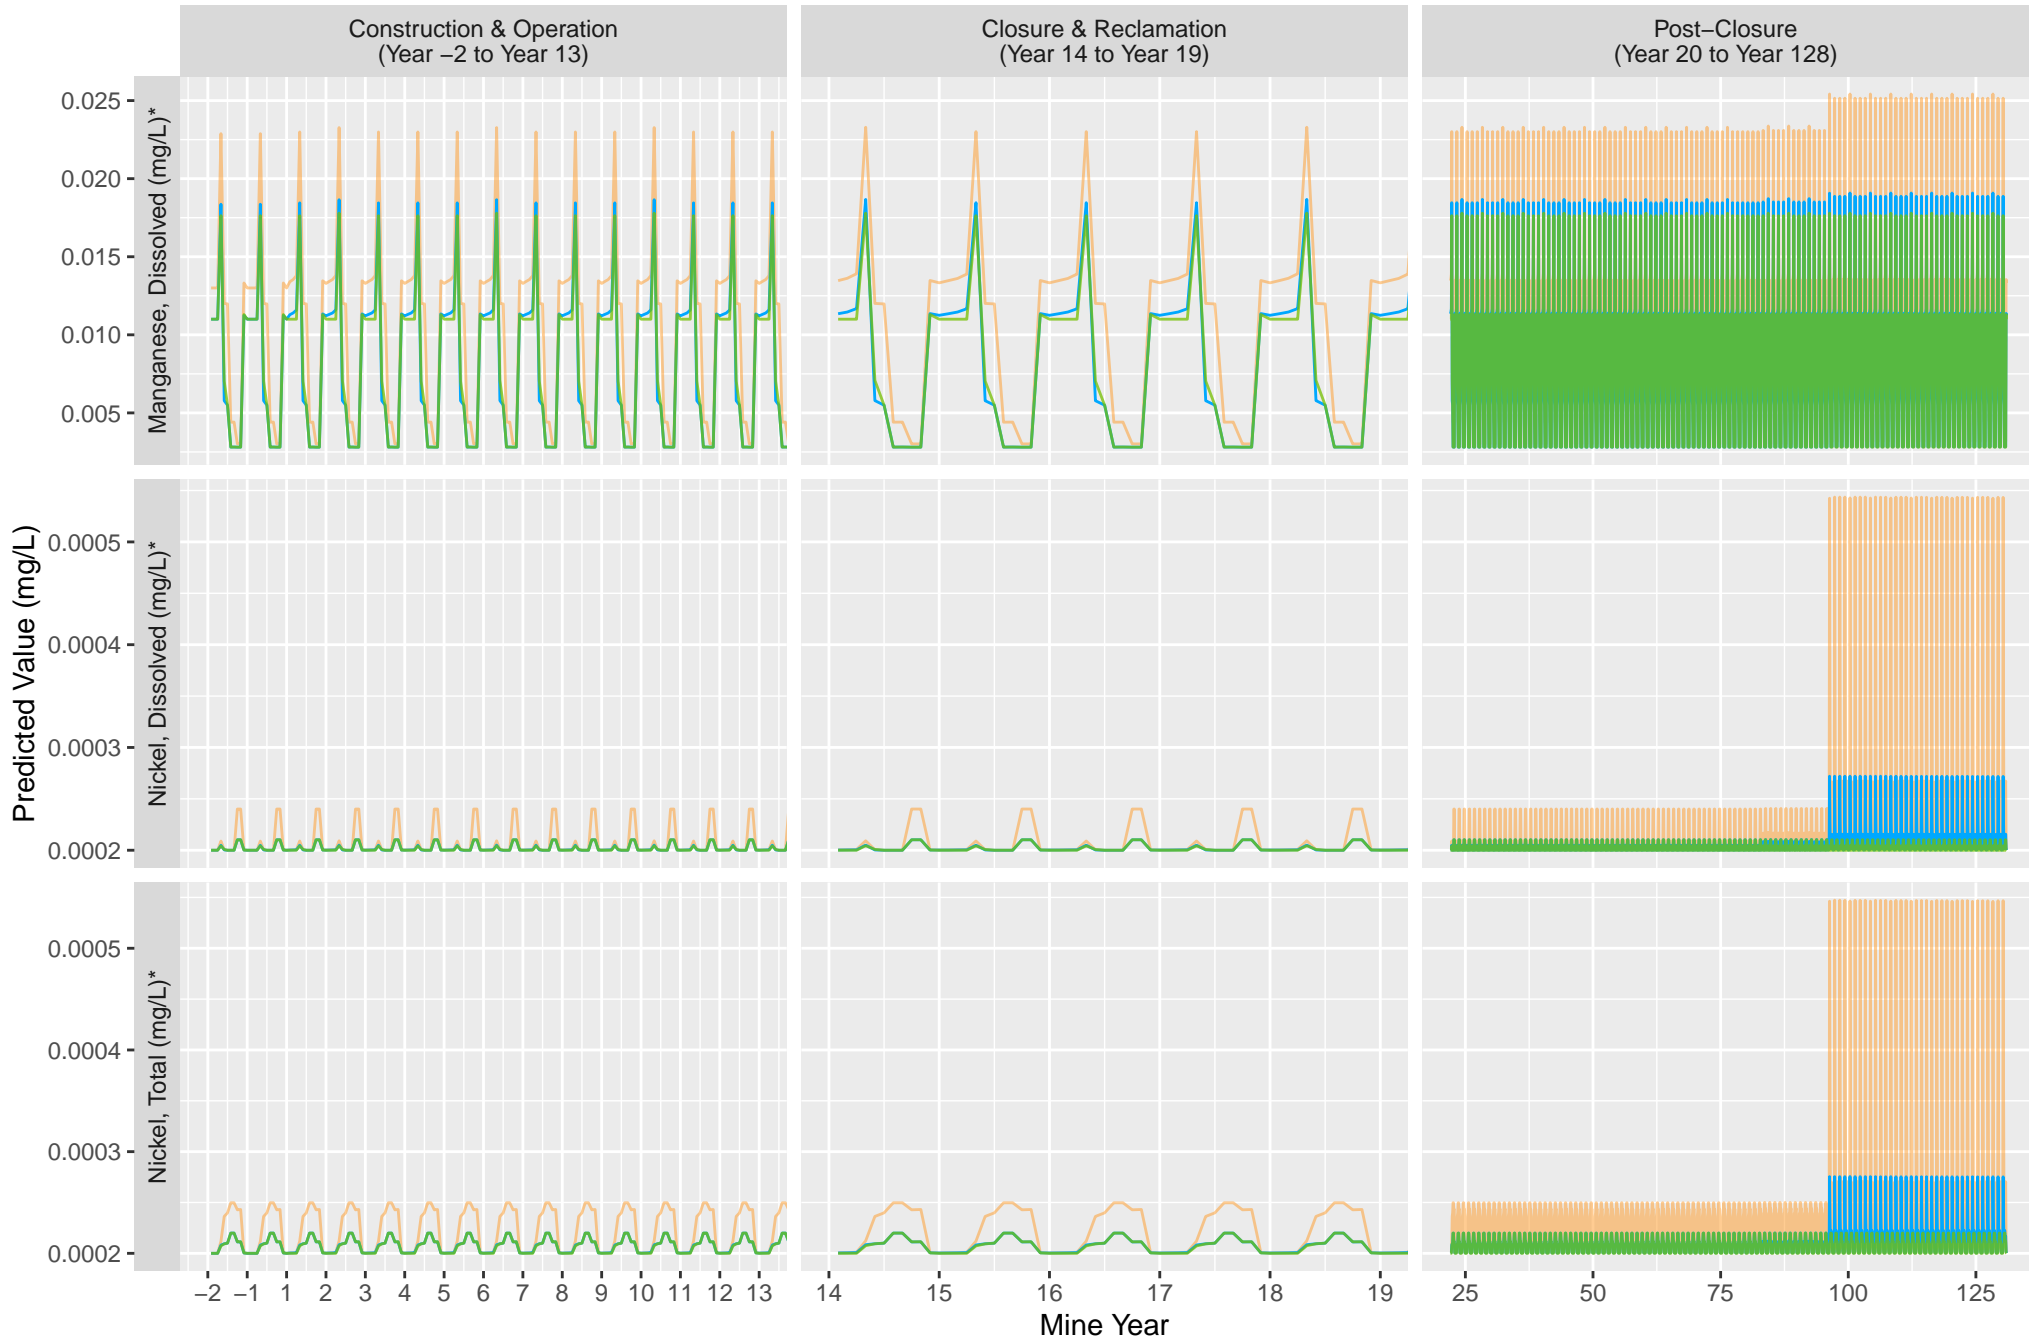 Construction & Operation
(Year −2 to Year 13)
Closure & Reclamation
(Year 14 to Year 19)
Post−Closure
(Year 20 to Year 128)
Predicted Value (mg/L)
Manganese, Dissolved (mg/L)*
0.025
0.020
0.015
0.010
0.005
Nickel, Dissolved (mg/L)*
0.0005
0.0004
0.0003
0.0002
Nickel, Total (mg/L)*
0.0005
0.0004
0.0003
0.0002
−2 −1 1 2 3 4 5 6 7 8 9 10 11 12 13
14 15 16 17 18 19
25 50 75 100 125
Mine Year